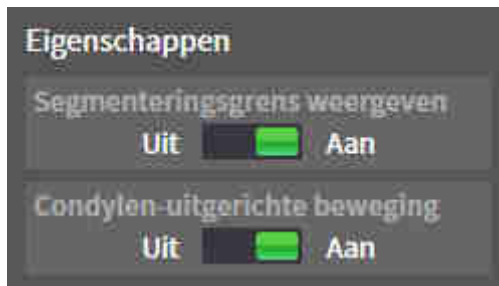 Eigenschappen
Segmenteringsgrens weergeven
Uit Aan
Condylen-uitgerichte beweging
Uit Aan